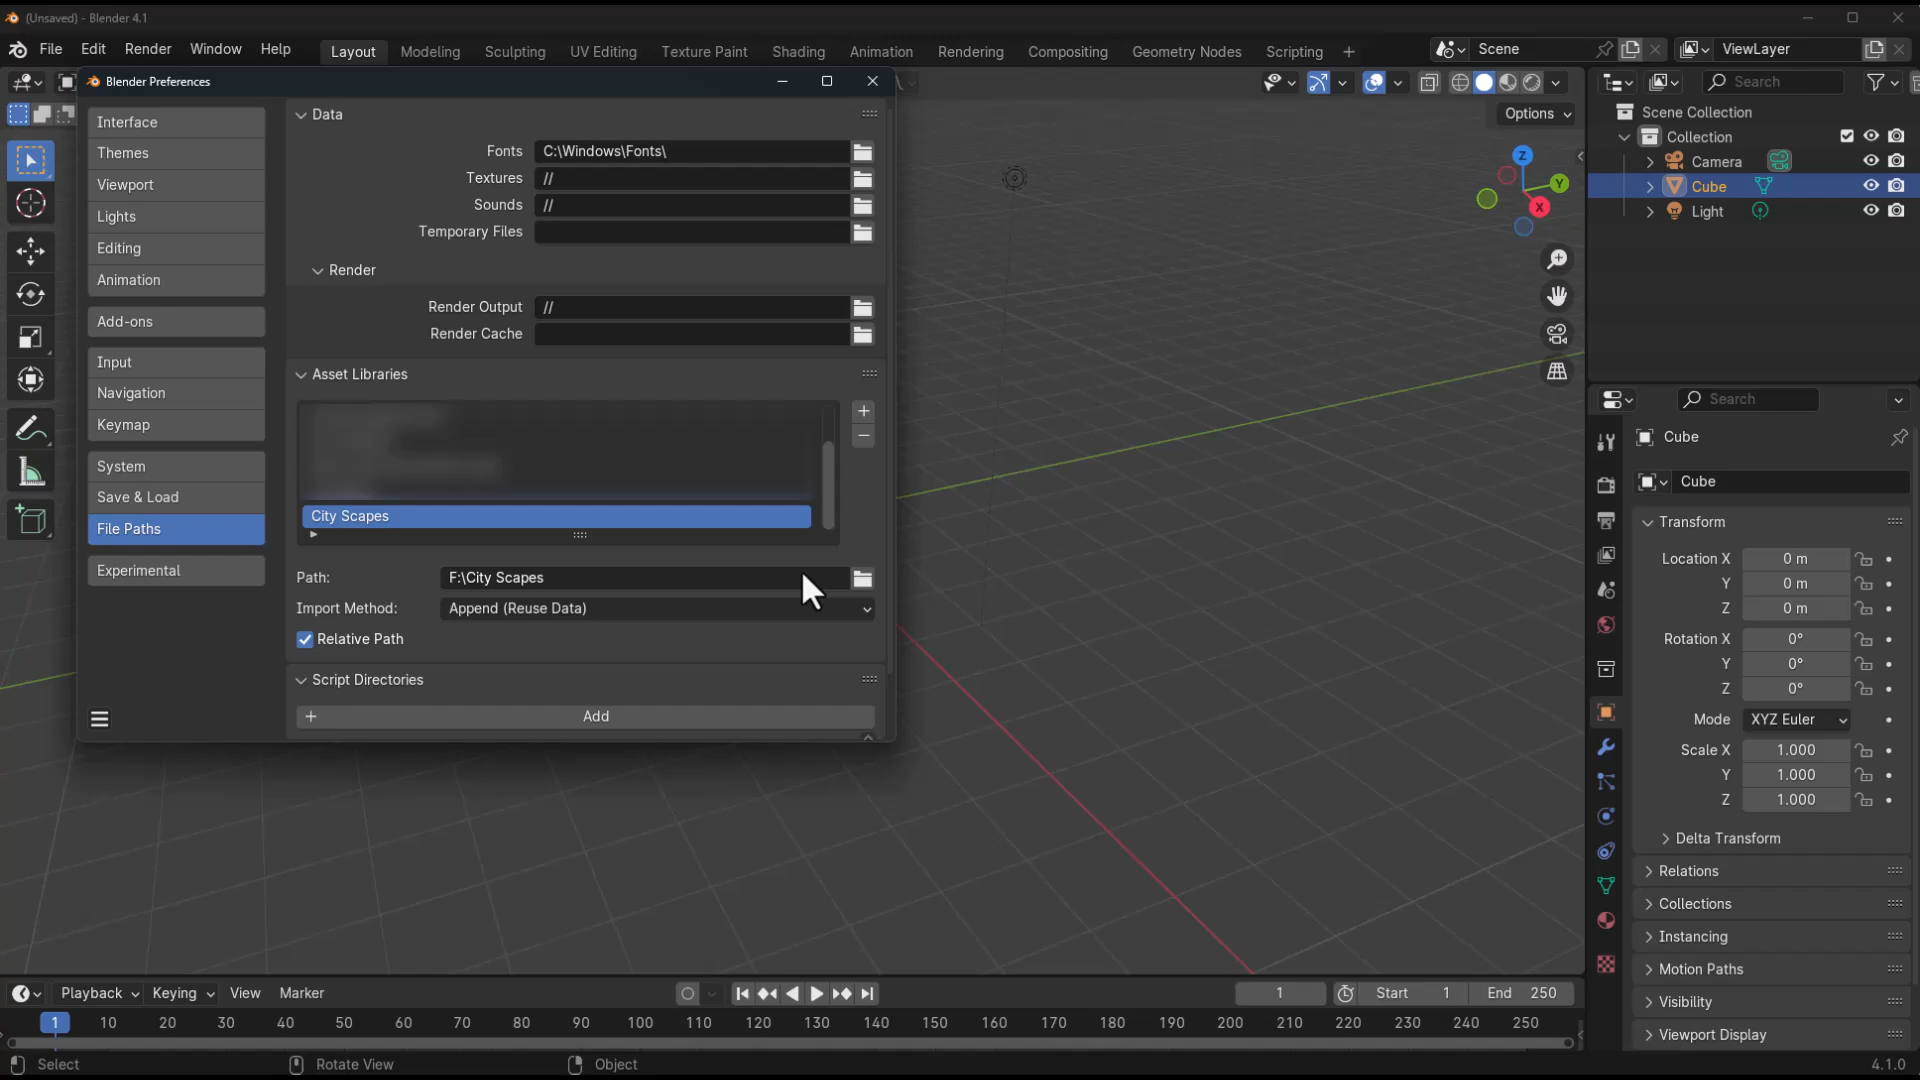 (Unsaved) - Blender 4.1
File Edit Render Window Help
Layout Modeling Sculpting UV Editing Texture Paint Shading Animation Rendering Compositing Geometry Nodes Scripting +
Scene
ViewLayer
Blender Preferences
Interface
Themes
Viewport
Lights
Editing
Animation
Add-ons
Input
Navigation
Keymap
System
Save & Load
File Paths
Experimental
Data
Fonts C:\Windows\Fonts\
Textures //
Sounds //
Temporary Files
Render
Render Output //
Render Cache
Asset Libraries
City Scapes
Path: F:\City Scapes
Import Method: Append (Reuse Data)
Relative Path
Script Directories
+ Add
Options
Z
Y
X
Search
Scene Collection
Collection
Camera
Cube
Light
Search
Cube
Cube
Transform
Location X 0 m
Y 0 m
Z 0 m
Rotation X 0°
Y 0°
Z 0°
Mode XYZ Euler
Scale X 1.000
Y 1.000
Z 1.000
Delta Transform
Relations
Collections
Instancing
Motion Paths
Visibility
Viewport Display
Playback Keying View Marker
1 Start 1 End 250
1 10 20 30 40 50 60 70 80 90 100 110 120 130 140 150 160 170 180 190 200 210 220 230 240 250
Select Rotate View Object
4.1.0